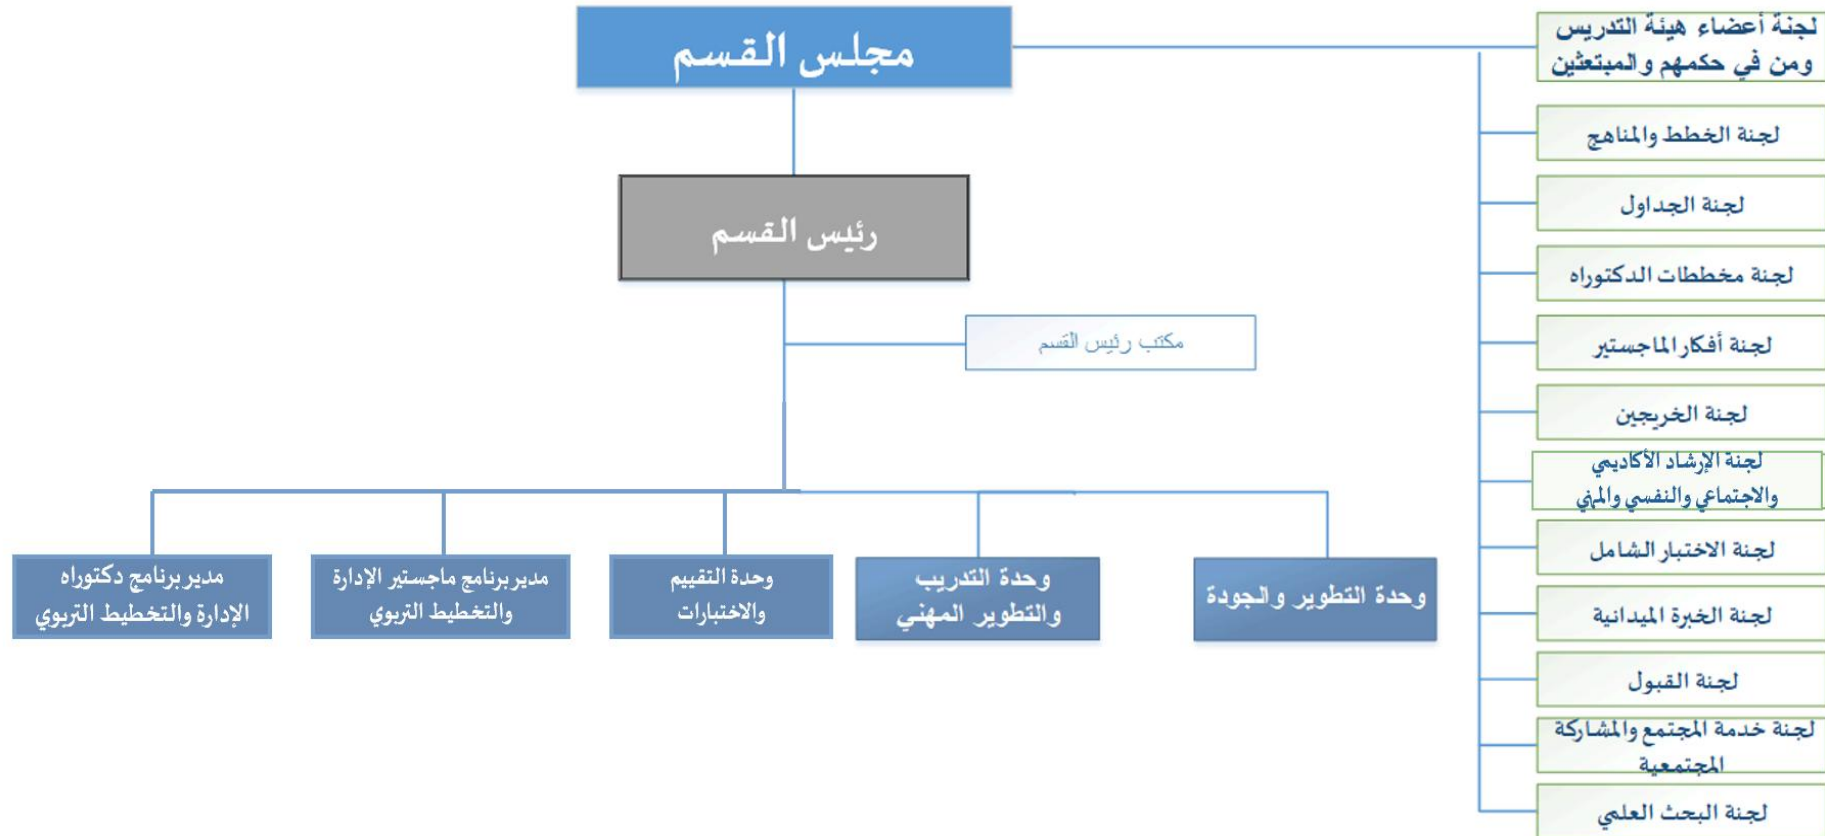 مجلس القسم
رئيس القسم
مكتب رئيس القسم
وحدة التطوير والجودة
وحدة التدريب
والتطوير المهني
وحدة التقييم
والاختبارات
مدير برنامج ماجستير الإدارة
والتخطيط التربوي
مدير برنامج دكتوراه
الإدارة والتخطيط التربوي
لجنة أعضاء هيئة التدريس
ومن في حكمهم والمبتعثين
لجنة الخطط والمناهج
لجنة الجداول
لجنة مخططات الدكتوراه
لجنة أفكار الماجستير
لجنة الخريجين
لجنة الإرشاد الأكاديمي
والاجتماعي والنفسي والمهني
لجنة الاختبار الشامل
لجنة الخبرة الميدانية
لجنة القبول
لجنة خدمة المجتمع والمشاركة
المجتمعية
لجنة البحث العلمي